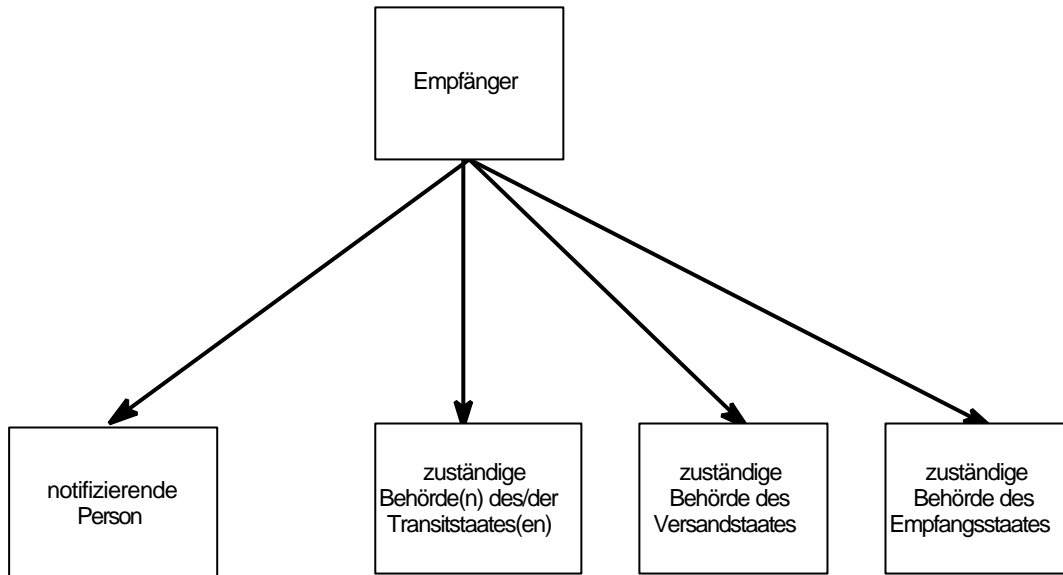 Empfänger
notifizierende
Person
zuständige
Behörde(n) des/der
Transitstaates(en)
zuständige
Behörde des
Versandstaates
zuständige
Behörde des
Empfangsstaates